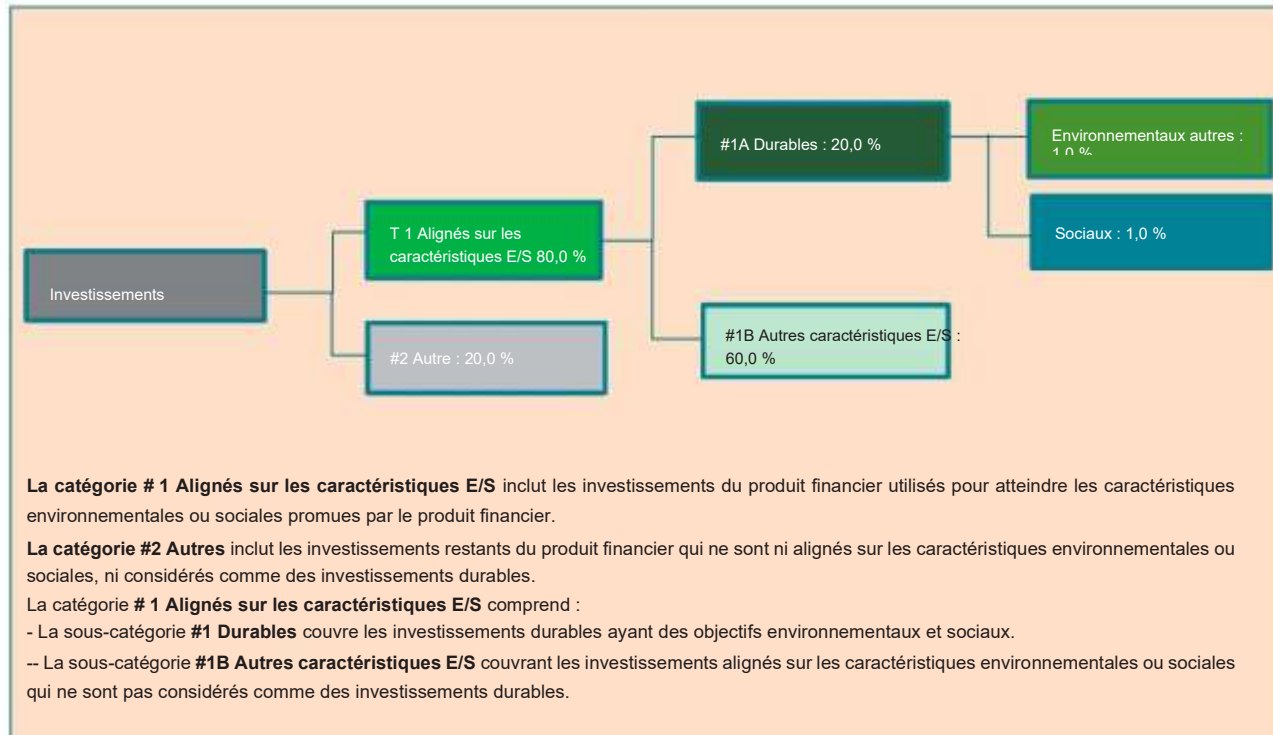 #1A Durables : 20,0 %
Environnementaux autres :
1,0 %
T 1 Alignés sur les
caractéristiques E/S 80,0 %
Sociaux : 1,0 %
Investissements
#2 Autre : 20,0 %
#1B Autres caractéristiques E/S :
60,0 %
La catégorie # 1 Alignés sur les caractéristiques E/S inclut les investissements du produit financier utilisés pour atteindre les caractéristiques
environnementales ou sociales promues par le produit financier.
La catégorie #2 Autres inclut les investissements restants du produit financier qui ne sont ni alignés sur les caractéristiques environnementales ou
sociales, ni considérés comme des investissements durables.
La catégorie # 1 Alignés sur les caractéristiques E/S comprend :
- La sous-catégorie #1 Durables couvre les investissements durables ayant des objectifs environnementaux et sociaux.
-- La sous-catégorie #1B Autres caractéristiques E/S couvrant les investissements alignés sur les caractéristiques environnementales ou sociales
qui ne sont pas considérés comme des investissements durables.